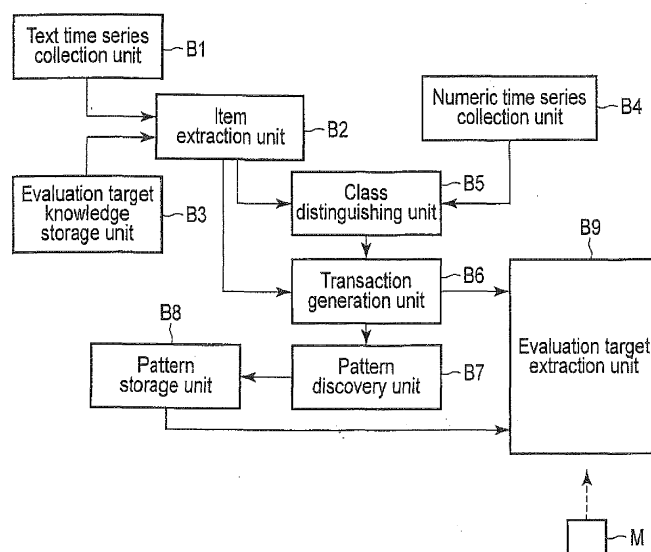 Text time series
collection unit
B1
Item
extraction unit
B2
Numeric time series
collection unit
B4
Evaluation target
knowledge
storage unit
B3
Class
distinguishing unit
B5
Transaction
generation unit
B6
B9
Evaluation target
extraction unit
B8
Pattern
storage unit
Pattern
discovery unit
B7
M